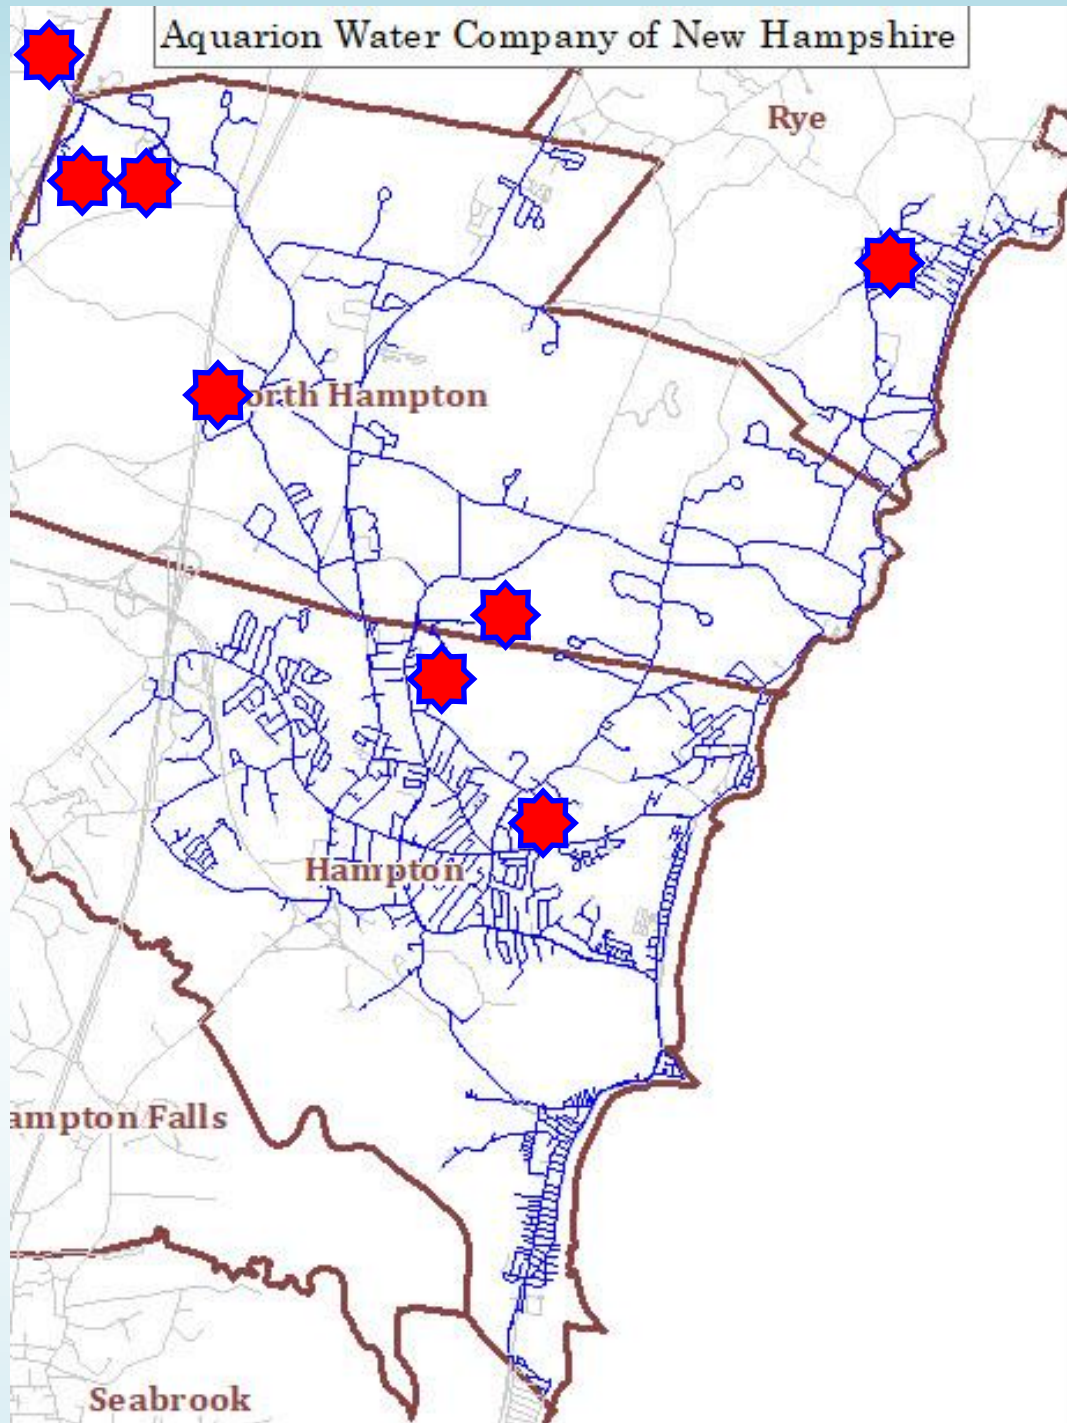 Aquarion Water Company of New Hampshire
Rye
orth Hampton
Hampton
ampton Falls
Seabrook